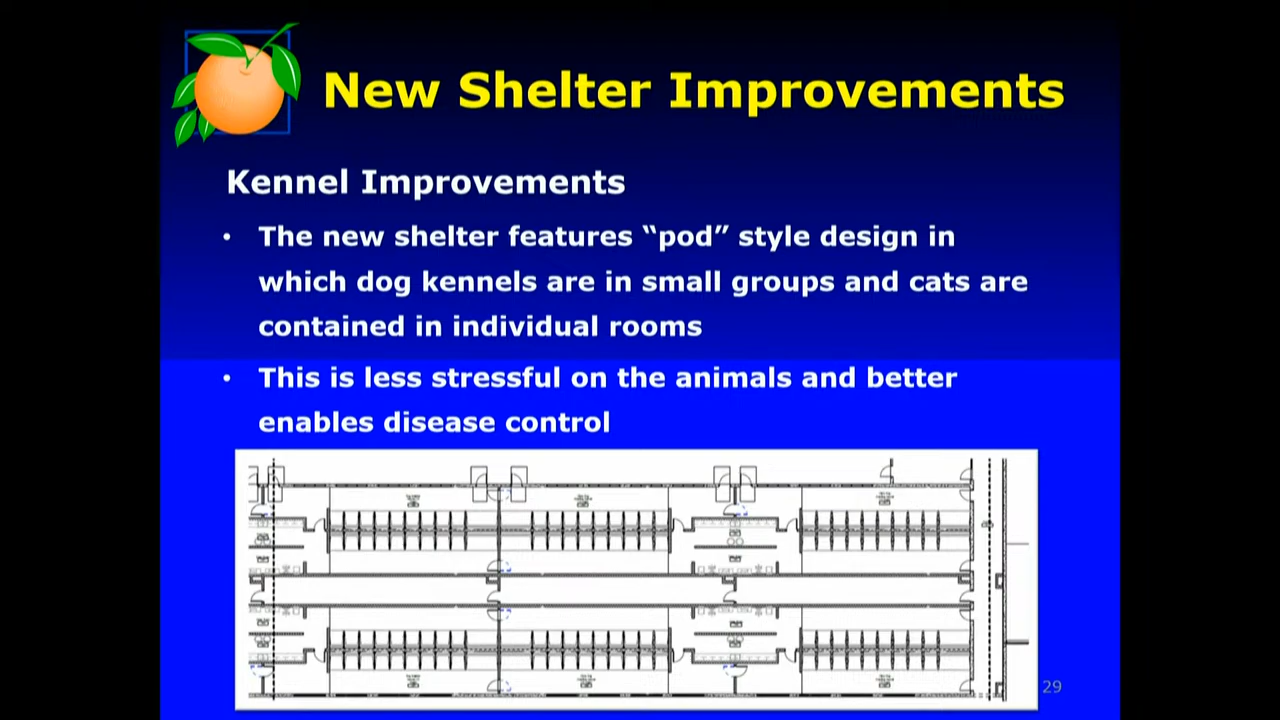 New Shelter Improvements
Kennel Improvements
• The new shelter features “pod” style design in
which dog kennels are in small groups and cats are
contained in individual rooms
• This is less stressful on the animals and better
enables disease control
29